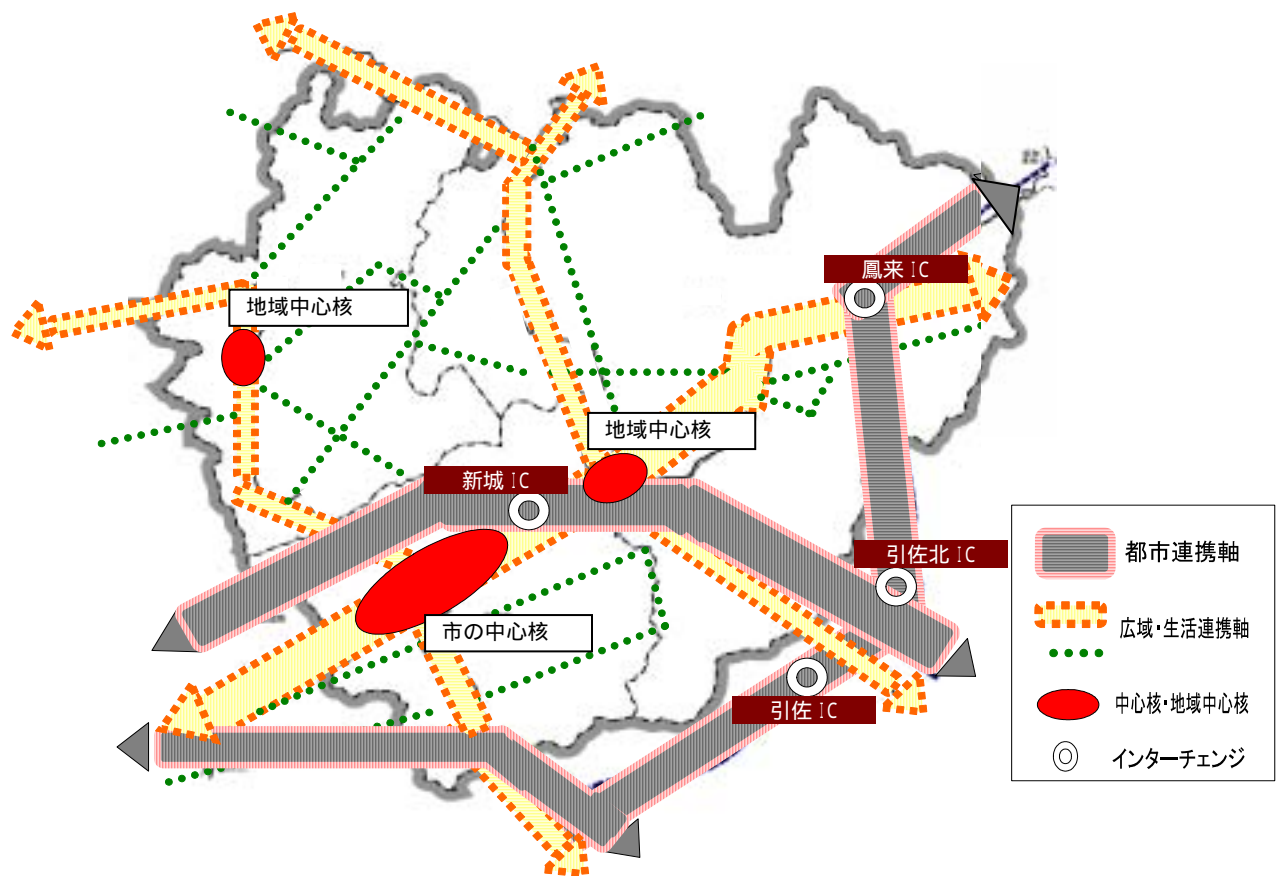 鳳来 IC
地域中心核
地域中心核
新城 IC
引佐北 IC
市の中心核
引佐 IC
都市連携軸
広域・生活連携軸
中心核・地域中心核
インターチェンジ